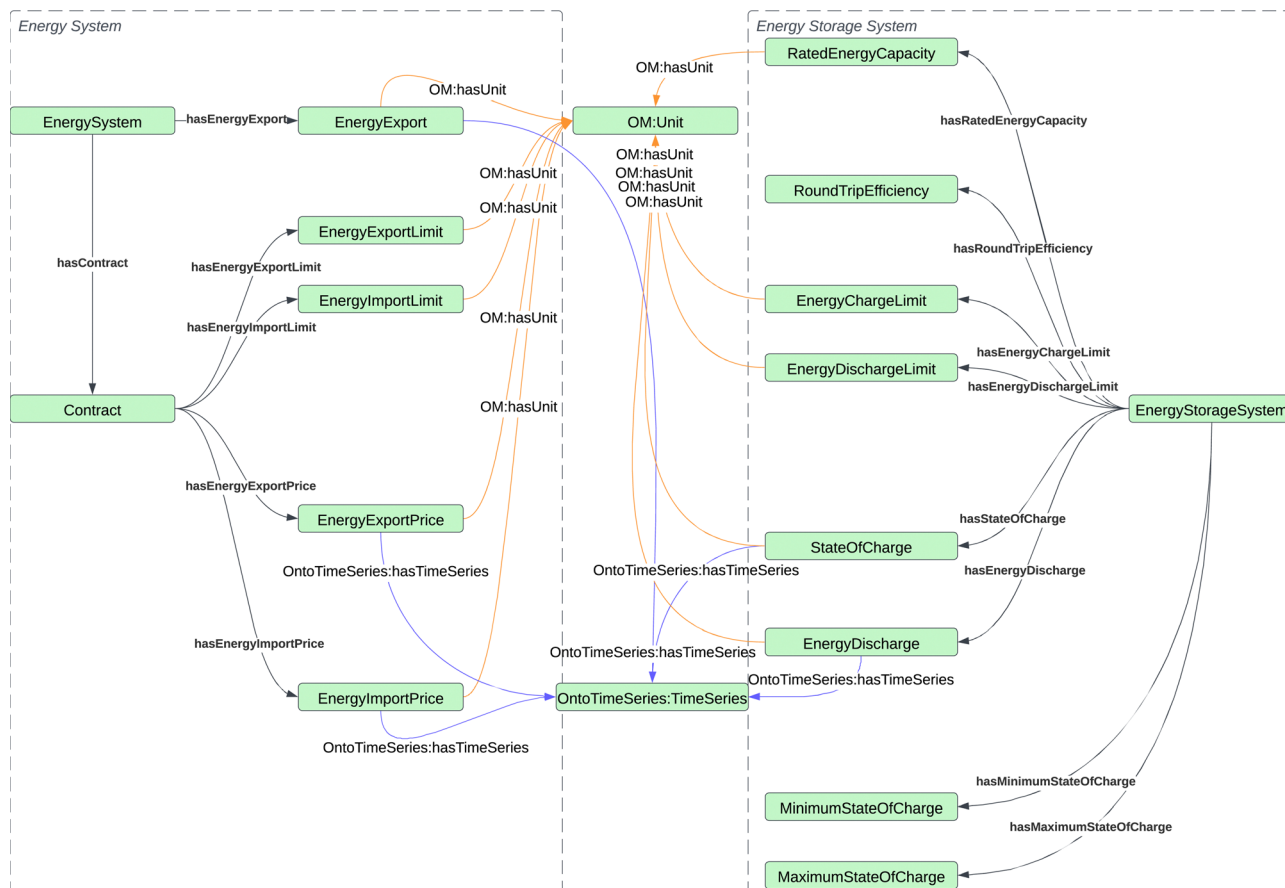 Energy System
Energy Storage System
RatedEnergyCapacity
OM:hasUnit
OM:hasUnit
EnergySystem
hasEnergyExport
EnergyExport
OM:Unit
hasRatedEnergyCapacity
OM:hasUnit
OM:hasUnit
OM:hasUnit
OM:hasUnit
OM:hasUnit
OM:hasUnit
RoundTripEfficiency
EnergyExportLimit
hasRoundTripEfficiency
hasContract
hasEnergyExportLimit
EnergyImportLimit
EnergyChargeLimit
OM:hasUnit
hasEnergyImportLimit
hasEnergyChargeLimit
EnergyDischargeLimit
hasEnergyDischargeLimit
Contract
OM:hasUnit
EnergyStorageSystem
hasEnergyExportPrice
EnergyExportPrice
hasStateOfCharge
StateOfCharge
OntoTimeSeries:hasTimeSeries
OntoTimeSeries:hasTimeSeries
hasEnergyDischarge
hasEnergyImportPrice
EnergyDischarge
OntoTimeSeries:hasTimeSeries
OntoTimeSeries:hasTimeSeries
EnergyImportPrice
OntoTimeSeries:TimeSeries
OntoTimeSeries:hasTimeSeries
hasMinimumStateOfCharge
MinimumStateOfCharge
hasMaximumStateOfCharge
MaximumStateOfCharge